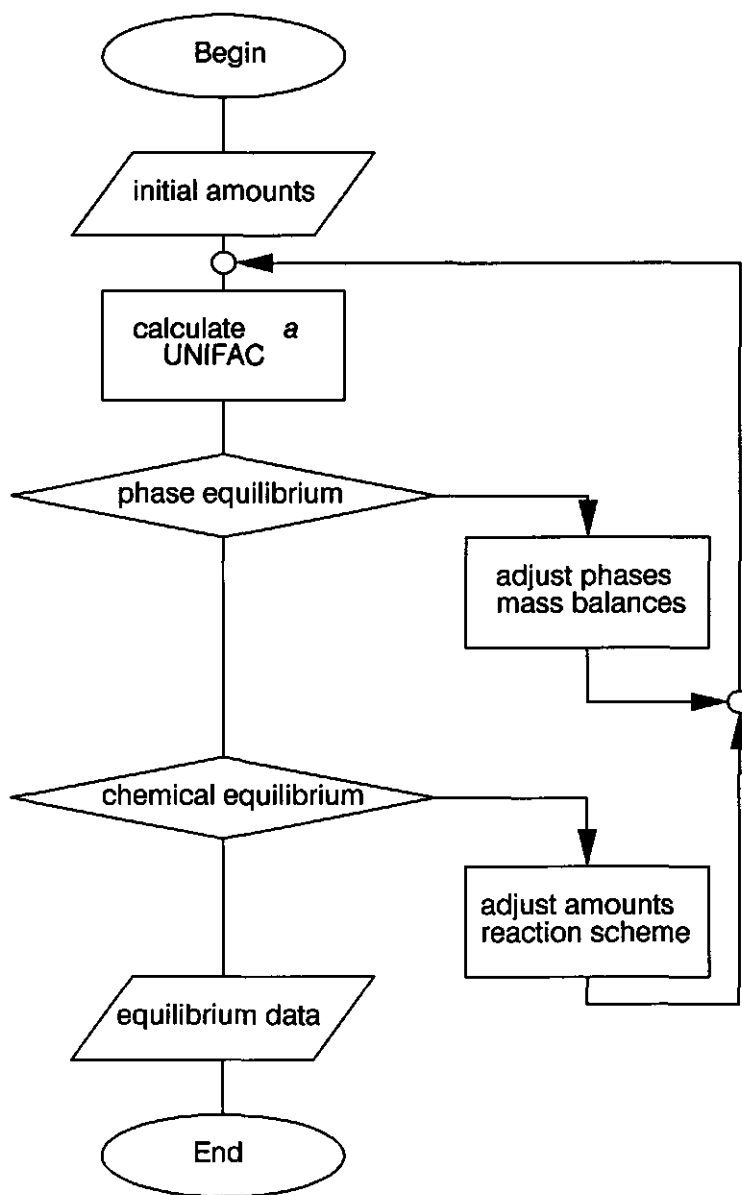 Begin
initial amounts
calculate a
UNIFAC
phase equilibrium
adjust phases
mass balances
chemical equilibrium
adjust amounts
reaction scheme
equilibrium data
End